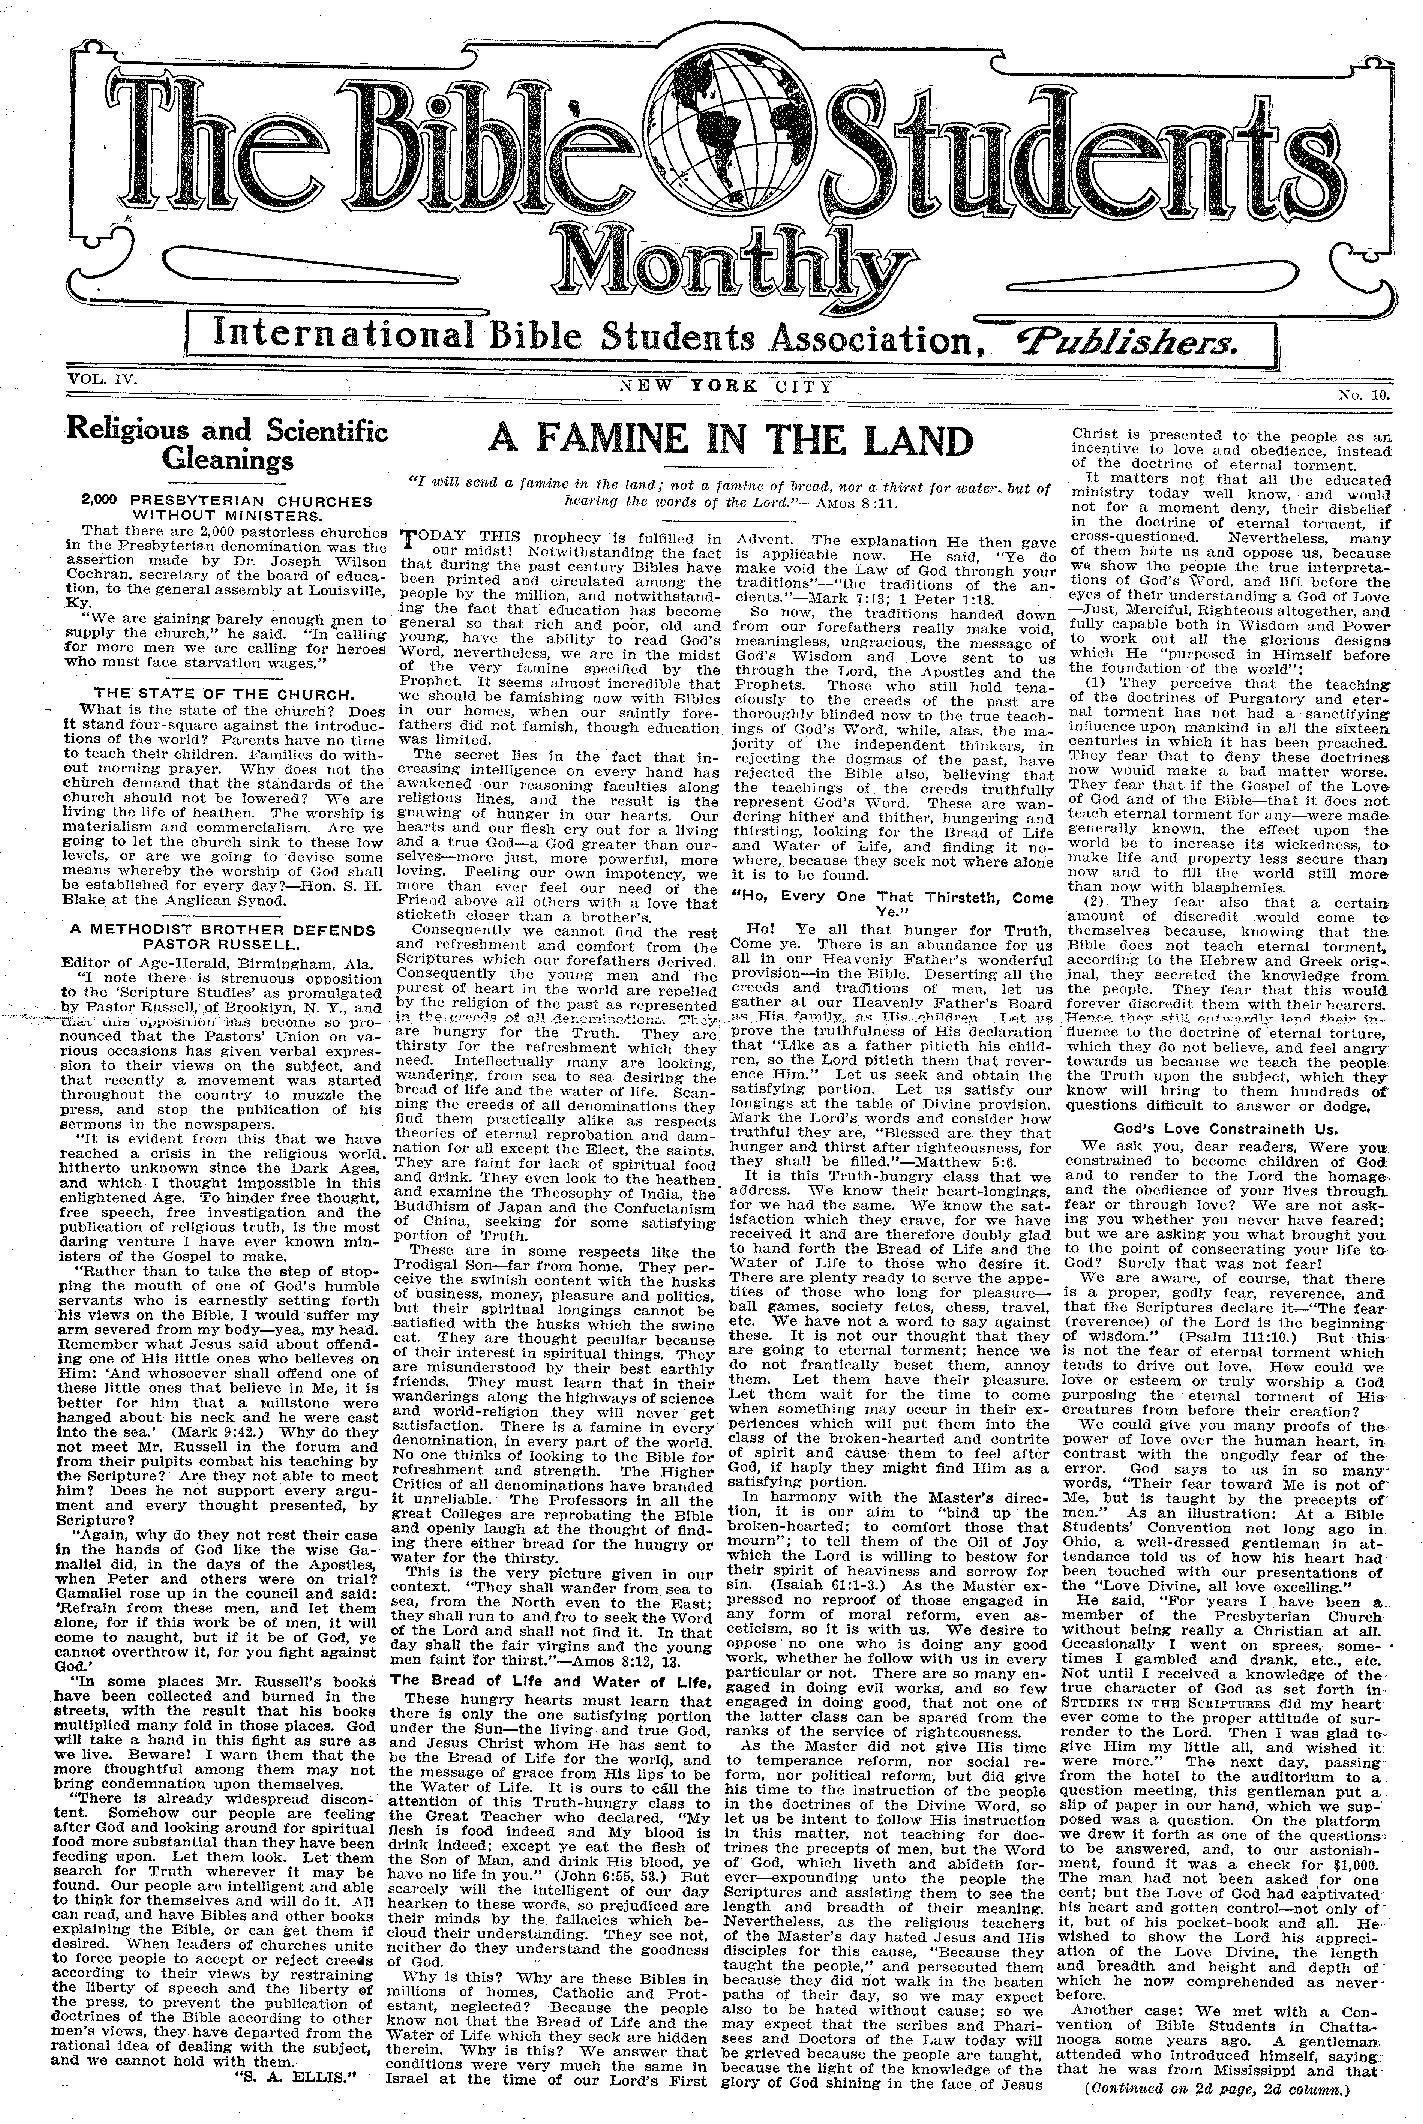 The Bible Students
Monthly
International Bible Students Association, Publishers.
VOL. IV.
NEW YORK CITY
No. 10.
Religious and Scientific
Gleanings
2,000 PRESBYTERIAN CHURCHES
WITHOUT MINISTERS.
That there are 2,000 pastorless churches
in the Presbyterian denomination was the
assertion made by Dr. Joseph Wilson
Cochran, secretary of the board of educa-
tion, to the general assembly at Louisville,
Ky.
"We are gaining barely enough men to
supply the church," he said. "In calling
for more men we are calling for heroes
who must face starvation wages."
THE STATE OF THE CHURCH.
What is the state of the church? Does
it stand four-square against the introduc-
tions of the world? Parents have no time
to teach their children. Families do with-
out morning prayer. Why does not the
church demand that the standards of the
church should not be lowered? We are
living the life of heathen. The worship is
materialism and commercialism. Are we
going to let the church sink to these low
levels, or are we going to devise some
means whereby the worship of God shall
be established for every day?—Hon. S. H.
Blake at the Anglican Synod.
A METHODIST BROTHER DEFENDS
PASTOR RUSSELL.
Editor of Age-Herald, Birmingham, Ala.
"I note there is strenuous opposition
to the 'Scripture Studies' as promulgated
by Pastor Russell, of Brooklyn, N. Y., and
that this opposition has become so pro-
nounced that the Pastors' Union on va-
rious occasions has given verbal expres-
sion to their views on the subject, and
that recently a movement was started
throughout the country to muzzle the
press, and stop the publication of his
sermons in the newspapers.
"It is evident from this that we have
reached a crisis in the religious world
hitherto unknown since the Dark Ages,
and which I thought impossible in this
enlightened Age. To hinder free thought,
free speech, free investigation and the
publication of religious truth, is the most
daring venture I have ever known min-
isters of the Gospel to make.
"Rather than to take the step of stop-
ping the mouth of one of God's humble
servants who is earnestly setting forth
his views on the Bible, I would suffer my
arm severed from my body—yea, my head.
Remember what Jesus said about offend-
ing one of His little ones who believes on
Him: 'And whosoever shall offend one of
these little ones that believe in Me, it is
better for him that a millstone were
hanged about his neck and he were cast
into the sea.' (Mark 9:42.) Why do they
not meet Mr. Russell in the forum and
from their pulpits combat his teaching by
the Scripture? Are they not able to meet
him? Does he not support every argu-
ment and every thought presented, by
Scripture?
"Again, why do they not rest their case
in the hands of God like the wise Ga-
maliel did, in the days of the Apostles,
when Peter and others were on trial?
Gamaliel rose up in the council and said:
'Refrain from these men, and let them
alone, for if this work be of men, it will
come to naught, but if it be of God, ye
cannot overthrow it, for you fight against
God.'
"In some places Mr. Russell's books
have been collected and burned in the
streets, with the result that his books
multiplied many fold in those places. God
will take a hand in this fight as sure as
we live. Beware! I warn them that the
more thoughtful among them may not
bring condemnation upon themselves.
"There is already widespread discon-
tent. Somehow our people are feeling
after God and looking around for spiritual
food more substantial than they have been
feeding upon. Let them look. Let them
search for Truth wherever it may be
found. Our people are intelligent and able
to think for themselves and will do it. All
can read, and have Bibles and other books
explaining the Bible, or can get them if
desired. When leaders of churches unite
to force people to accept or reject creeds
according to their views by restraining
the liberty of speech and the liberty of
the press, to prevent the publication of
doctrines of the Bible according to other
men's views, they have departed from the
rational idea of dealing with the subject,
and we cannot hold with them.
"S. A. ELLIS."
A FAMINE IN THE LAND
"I will send a famine in the land; not a famine of bread, nor a thirst for water, but of
hearing the words of the Lord."—AMOS 8:11.
TODAY THIS prophecy is fulfilled in
our midst! Notwithstanding the fact
that during the past century Bibles have
been printed and circulated among the
people by the million, and notwithstand-
ing the fact that education has become
general so that rich and poor, old and
young, have the ability to read God's
Word, nevertheless, we are in the midst
of the very famine specified by the
Prophet. It seems almost incredible that
we should be famishing now with Bibles
in our homes, when our saintly fore-
fathers did not famish, though education
was limited.
The secret lies in the fact that in-
creasing intelligence on every hand has
awakened our reasoning faculties along
religious lines, and the result is the
gnawing of hunger in our hearts. Our
hearts and our flesh cry out for a living
and a true God—a God greater than our-
selves—more just, more powerful, more
loving. Feeling our own impotency, we
more than ever feel our need of the
Friend above all others with a love that
sticketh closer than a brother's.
Consequently we cannot find the rest
and refreshment and comfort from the
Scriptures which our forefathers derived.
Consequently the young men and the
purest of heart in the world are repelled
by the religion of the past as represented
in the creeds of all denominations. They
are hungry for the Truth. They are
thirsty for the refreshment which they
need. Intellectually many are looking,
wandering, from sea to sea desiring the
bread of life and the water of life. Scan-
ning the creeds of all denominations they
find them practically alike as respects
theories of eternal reprobation and dam-
nation for all except the Elect, the saints.
They are faint for lack of spiritual food
and drink. They even look to the heathen
and examine the Theosophy of India, the
Buddhism of Japan and the Confucianism
of China, seeking for some satisfying
portion of Truth.
These are in some respects like the
Prodigal Son—far from home. They per-
ceive the swinish content with the husks
of business, money, pleasure and politics,
but their spiritual longings cannot be
satisfied with the husks which the swine
eat. They are thought peculiar because
of their interest in spiritual things. They
are misunderstood by their best earthly
friends. They must learn that in their
wanderings along the highways of science
and world-religion they will never get
satisfaction. There is a famine in every
denomination, in every part of the world.
No one thinks of looking to the Bible for
refreshment and strength. The Higher
Critics of all denominations have branded
it unreliable. The Professors in all the
great Colleges are reprobating the Bible
and openly laugh at the thought of find-
ing there either bread for the hungry or
water for the thirsty.
This is the very picture given in our
context. "They shall wander from sea to
sea, from the North even to the East;
they shall run to and fro to seek the Word
of the Lord and shall not find it. In that
day shall the fair virgins and the young
men faint for thirst."—Amos 8:12, 13.
The Bread of Life and Water of Life.
These hungry hearts must learn that
there is only the one satisfying portion
under the Sun—the living and true God,
and Jesus Christ whom He has sent to
be the Bread of Life for the world, and
the message of grace from His lips to be
the Water of Life. It is ours to call the
attention of this Truth-hungry class to
the Great Teacher who declared, "My
flesh is food indeed and My blood is
drink indeed; except ye eat the flesh of
the Son of Man, and drink His blood, ye
have no life in you." (John 6:55, 53.) But
scarcely will the intelligent of our day
hearken to these words, so prejudiced are
their minds by the fallacies which be-
cloud their understanding. They see not,
neither do they understand the goodness
of God.
Why is this? Why are these Bibles in
millions of homes, Catholic and Prot-
estant, neglected? Because the people
know not that the Bread of Life and the
Water of Life which they seek are hidden
therein. Why is this? We answer that
conditions were very much the same in
Israel at the time of our Lord's First
Advent. The explanation He then gave
is applicable now. He said, "Ye do
make void the Law of God through your
traditions"—"the traditions of the an-
cients."—Mark 7:13; 1 Peter 1:18.
So now, the traditions handed down
from our forefathers really make void,
meaningless, ungracious, the message of
God's Wisdom and Love sent to us
through the Lord, the Apostles and the
Prophets. Those who still hold tena-
ciously to the creeds of the past are
thoroughly blinded now to the true teach-
ings of God's Word, while, alas, the ma-
jority of the independent thinkers, in
rejecting the dogmas of the past, have
rejected the Bible also, believing that
the teachings of the creeds truthfully
represent God's Word. These are wan-
dering hither and thither, hungering and
thirsting, looking for the Bread of Life
and Water of Life, and finding it no-
where, because they seek not where alone
it is to be found.
"Ho, Every One That Thirsteth, Come
Ye."
Ho! Ye all that hunger for Truth,
Come ye. There is an abundance for us
all in our Heavenly Father's wonderful
provision—in the Bible. Deserting all the
creeds and traditions of men, let us
gather at our Heavenly Father's Board
as His family, as His children. Let us
prove the truthfulness of His declaration
that "Like as a father pitieth his child-
ren, so the Lord pitieth them that rever-
ence Him." Let us seek and obtain the
satisfying portion. Let us satisfy our
longings at the table of Divine provision.
Mark the Lord's words and consider how
truthful they are, "Blessed are they that
hunger and thirst after righteousness, for
they shall be filled."—Matthew 5:6.
It is this Truth-hungry class that we
address. We know their heart-longings,
for we had the same. We know the sat-
isfaction which they crave, for we have
received it and are therefore doubly glad
to hand forth the Bread of Life and the
Water of Life to those who desire it.
There are plenty ready to serve the appe-
tites of those who long for pleasure—
ball games, society fetes, chess, travel,
etc. We have not a word to say against
these. It is not our thought that they
are going to eternal torment; hence we
do not frantically beset them, annoy
them. Let them have their pleasure.
Let them wait for the time to come
when something may occur in their ex-
periences which will put them into the
class of the broken-hearted and contrite
of spirit and cause them to feel after
God, if haply they might find Him as a
satisfying portion.
In harmony with the Master's direc-
tion, it is our aim to "bind up the
broken-hearted; to comfort those that
mourn"; to tell them of the Oil of Joy
which the Lord is willing to bestow for
their spirit of heaviness and sorrow for
sin. (Isaiah 61:1-3.) As the Master ex-
pressed no reproof of those engaged in
any form of moral reform, even as-
ceticism, so it is with us. We desire to
oppose no one who is doing any good
work, whether he follow with us in every
particular or not. There are so many en-
gaged in doing evil works, and so few
engaged in doing good, that not one of
the latter class can be spared from the
ranks of the service of righteousness.
As the Master did not give His time
to temperance reform, nor social re-
form, nor political reform, but did give
his time to the instruction of the people
in the doctrines of the Divine Word, so
let us be intent to follow His instruction
in this matter, not teaching for doc-
trines the precepts of men, but the Word
of God, which liveth and abideth for-
ever—expounding unto the people the
Scriptures and assisting them to see the
length and breadth of their meaning.
Nevertheless, as the religious teachers
of the Master's day hated Jesus and His
disciples for this cause, "Because they
taught the people," and persecuted them
because they did not walk in the beaten
paths of their day, so we may expect
also to be hated without cause; so we
may expect that the scribes and Phari-
sees and Doctors of the Law today will
be grieved because the people are taught,
because the light of the knowledge of the
glory of God shining in the face of Jesus
Christ is presented to the people as an
incentive to love and obedience, instead
of the doctrine of eternal torment.
It matters not that all the educated
ministry today well know, and would
not for a moment deny, their disbelief
in the doctrine of eternal torment, if
cross-questioned. Nevertheless, many
of them hate us and oppose us, because
we show the people the true interpreta-
tions of God's Word, and lift before the
eyes of their understanding a God of Love
—Just, Merciful, Righteous altogether, and
fully capable both in Wisdom and Power
to work out all the glorious designs
which He "purposed in Himself before
the foundation of the world":
(1) They perceive that the teaching
of the doctrines of Purgatory and eter-
nal torment has not had a sanctifying
influence upon mankind in all the sixteen
centuries in which it has been preached.
They fear that to deny these doctrines
now would make a bad matter worse.
They fear that if the Gospel of the Love
of God and of the Bible—that it does not
teach eternal torment for any—were made
generally known, the effect upon the
world be to increase its wickedness, to
make life and property less secure than
now and to fill the world still more
than now with blasphemies.
(2) They fear also that a certain
amount of discredit would come to
themselves because, knowing that the
Bible does not teach eternal torment,
according to the Hebrew and Greek orig-
inal, they secreted the knowledge from
the people. They fear that this would
forever discredit them with their hearers.
Hence they still outwardly lend their in-
fluence to the doctrine of eternal torture,
which they do not believe, and feel angry
towards us because we teach the people
the Truth upon the subject, which they
know will bring to them hundreds of
questions difficult to answer or dodge.
God's Love Constraineth Us.
We ask you, dear readers, Were you
constrained to become children of God
and to render to the Lord the homage
and the obedience of your lives through
fear or through love? We are not ask-
ing you whether you never have feared;
but we are asking you what brought you
to the point of consecrating your life to
God? Surely that was not fear!
We are aware, of course, that there
is a proper, godly fear, reverence, and
that the Scriptures declare it—"The fear
(reverence) of the Lord is the beginning
of wisdom." (Psalm 111:10.) But this
is not the fear of eternal torment which
tends to drive out love. How could we
love or esteem or truly worship a God
purposing the eternal torment of His
creatures from before their creation?
We could give you many proofs of the
power of love over the human heart, in
contrast with the ungodly fear of the
error. God says to us in so many
words, "Their fear toward Me is not of
Me, but is taught by the precepts of
men." As an illustration: At a Bible
Students' Convention not long ago in
Ohio, a well-dressed gentleman in at-
tendance told us of how his heart had
been touched with our presentations of
the "Love Divine, all love excelling."
He said, "For years I have been a
member of the Presbyterian Church
without being really a Christian at all.
Occasionally I went on sprees, some-
times I gambled and drank, etc., etc.
Not until I received a knowledge of the
true character of God as set forth in
STUDIES IN THE SCRIPTURES did my heart
ever come to the proper attitude of sur-
render to the Lord. Then I was glad to
give Him my little all, and wished it
were more." The next day, passing
from the hotel to the auditorium to a
question meeting, this gentleman put a
slip of paper in our hand, which we sup-
posed was a question. On the platform
we drew it forth as one of the questions
to be answered, and, to our astonish-
ment, found it was a check for $1,000.
The man had not been asked for one
cent; but the Love of God had captivated
his heart and gotten control—not only of
it, but of his pocket-book and all. He
wished to show the Lord his appreci-
ation of the Love Divine, the length
and breadth and height and depth of
which he now comprehended as never
before.
Another case: We met with a Con-
vention of Bible Students in Chatta-
nooga some years ago. A gentleman
attended who introduced himself, saying
that he was from Mississippi and that
(Continued on 2d page, 2d column.)